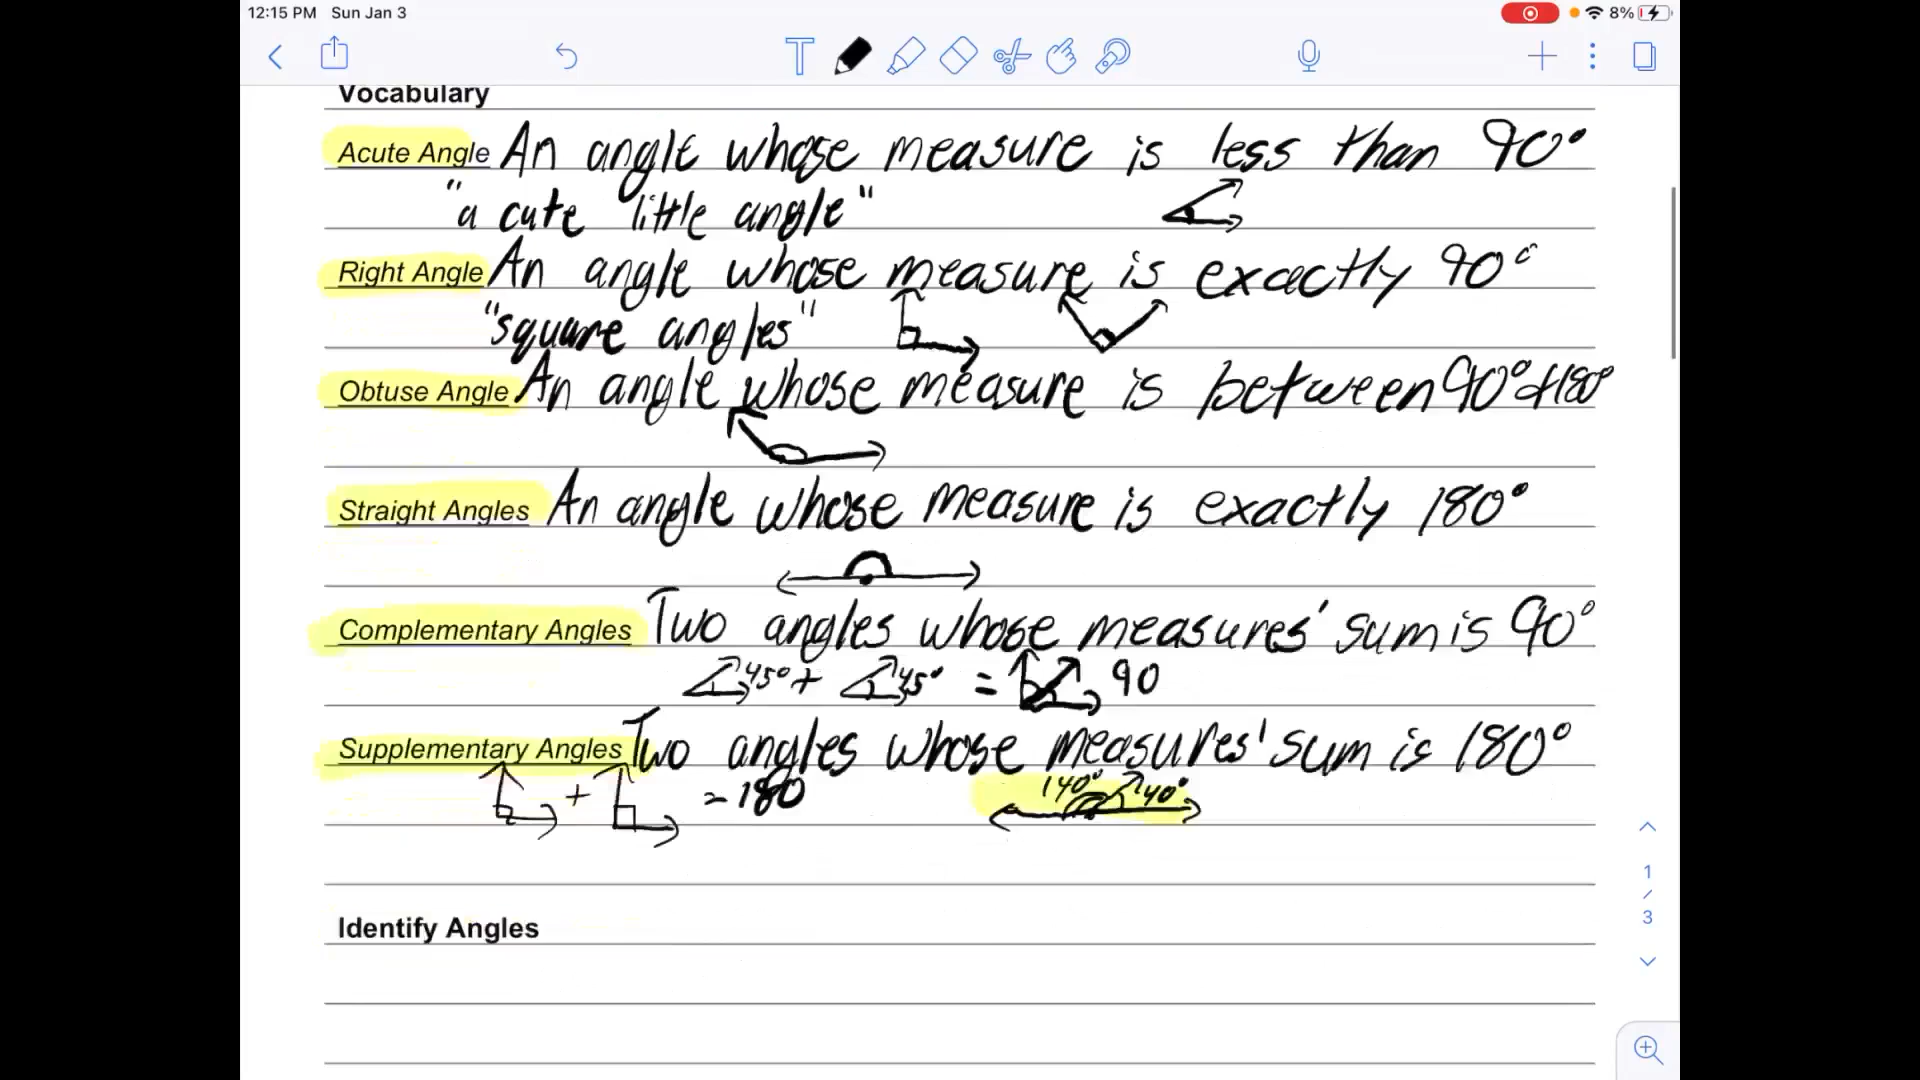 12:15 PM Sun Jan 3 8%
T
Vocabulary
Acute Angle An angle whose measure is less than 90°
"a cute little angle"
Right Angle An angle whose measure is exactly 90°
"square angles"
Obtuse Angle An angle whose measure is between 90° & 180°
Straight Angles An angle whose measure is exactly 180°
Complementary Angles Two angles whose measures' sum is 90°
45° + 45° = 90
Supplementary Angles Two angles whose measures' sum is 180°
+ = 180 140° 40°
1
/
3
Identify Angles